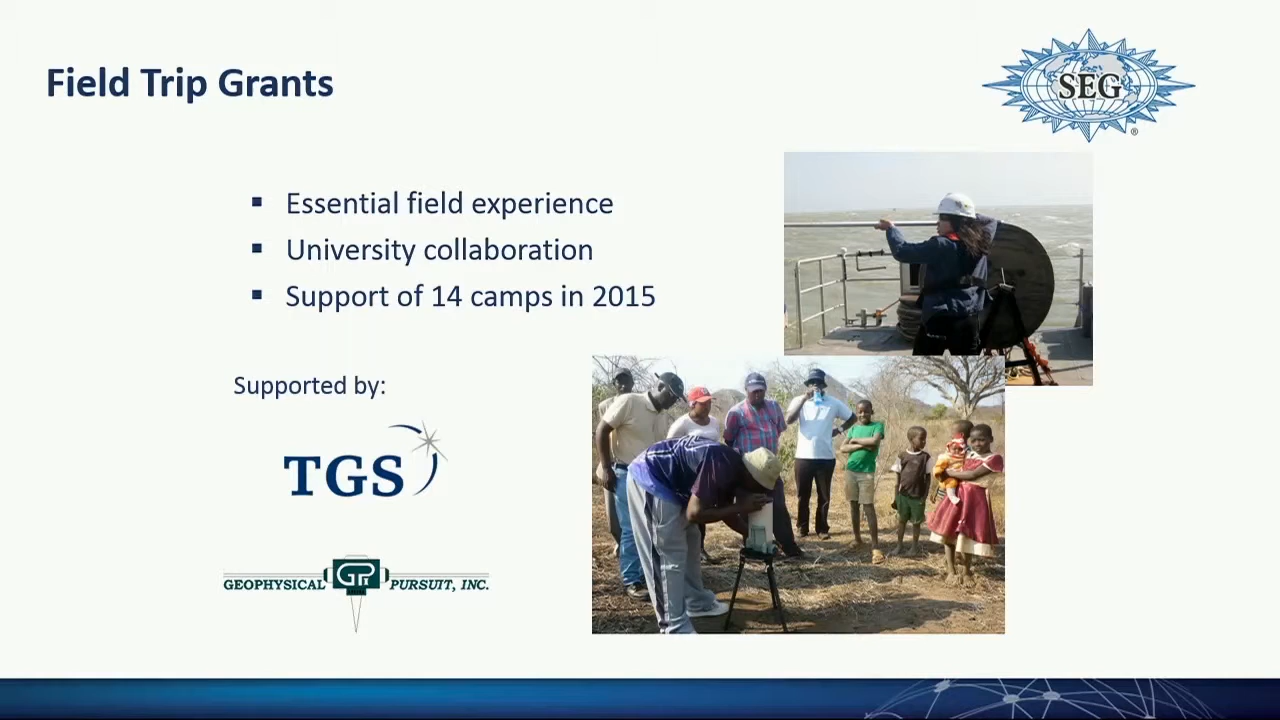 Field Trip Grants
SEG
®
Essential field experience
University collaboration
Support of 14 camps in 2015
Supported by:
TGS
GEOPHYSICAL GPI PURSUIT, INC.